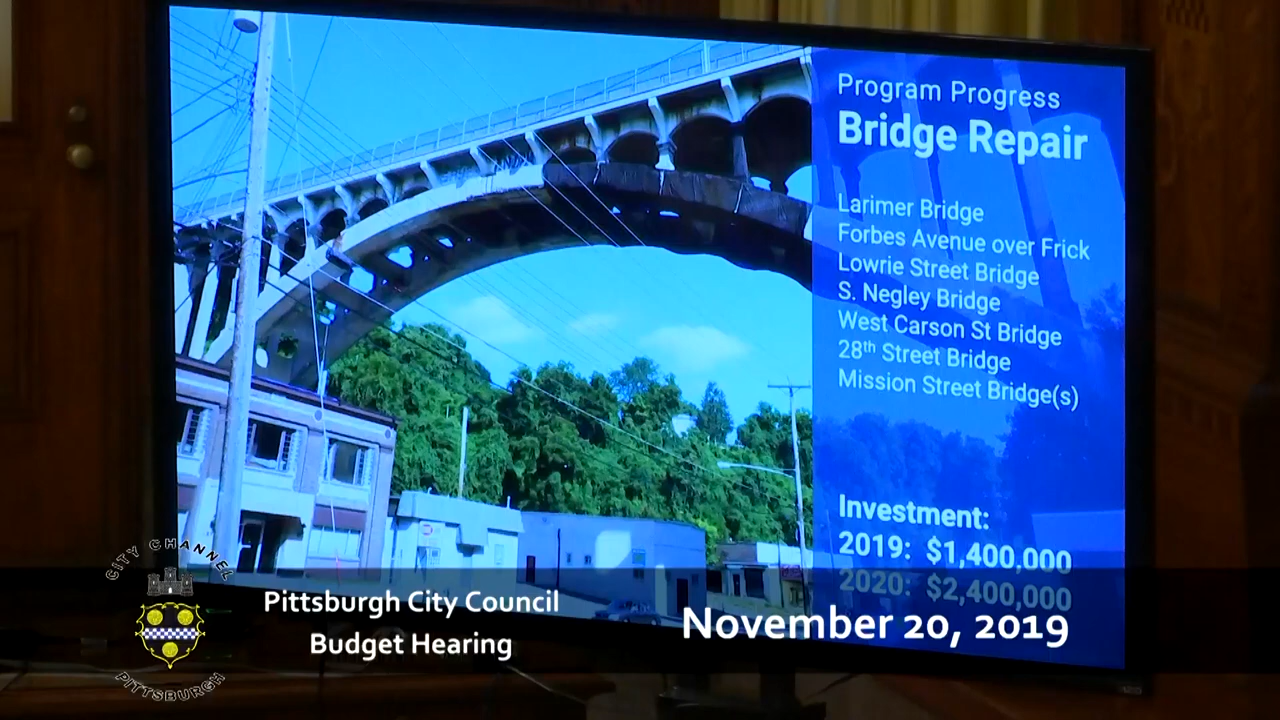 Program Progress
Bridge Repair
Larimer Bridge
Forbes Avenue over Frick
Lowrie Street Bridge
S. Negley Bridge
West Carson St Bridge
28th Street Bridge
Mission Street Bridge(s)
Investment:
2019: $1,400,000
2020: $2,400,000
CITY CHANNEL
PITTSBURGH
Pittsburgh City Council
Budget Hearing
November 20, 2019